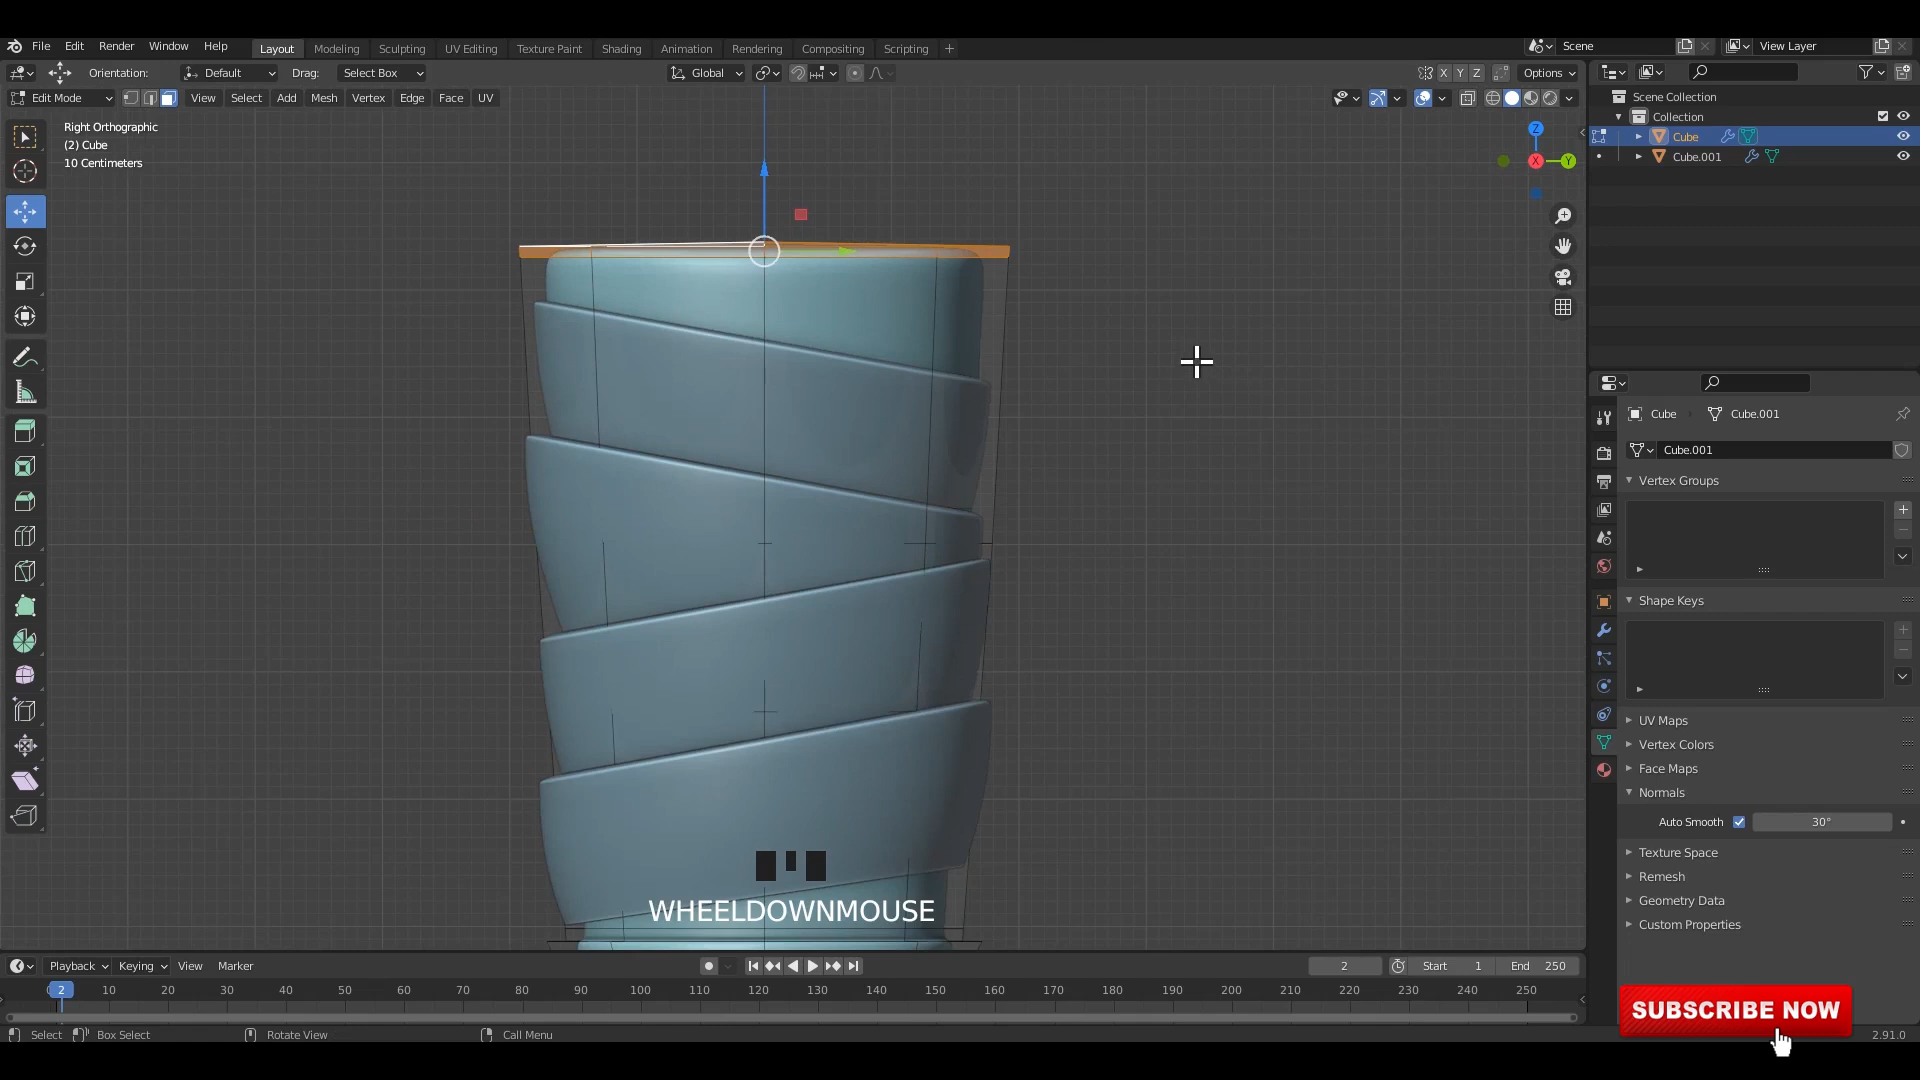 File Edit Render Window Help Layout Modeling Sculpting UV Editing Texture Paint Shading Animation Rendering Compositing Scripting + Scene View Layer
Orientation: Default Drag: Select Box Global X Y Z Options
Edit Mode View Select Add Mesh Vertex Edge Face UV
Scene Collection
Collection
Cube
Cube.001
Right Orthographic
(2) Cube
10 Centimeters
Z
X
Y
Cube Cube.001
Cube.001
Vertex Groups
Shape Keys
UV Maps
Vertex Colors
Face Maps
Normals
Auto Smooth 30°
Texture Space
Remesh
Geometry Data
Custom Properties
WHEELDOWNMOUSE
Playback Keying View Marker 2 Start 1 End 250
2 10 20 30 40 50 60 70 80 90 100 110 120 130 140 150 160 170 180 190 200 210 220 230 240 250
SUBSCRIBE NOW
Select Box Select Rotate View Call Menu 2.91.0